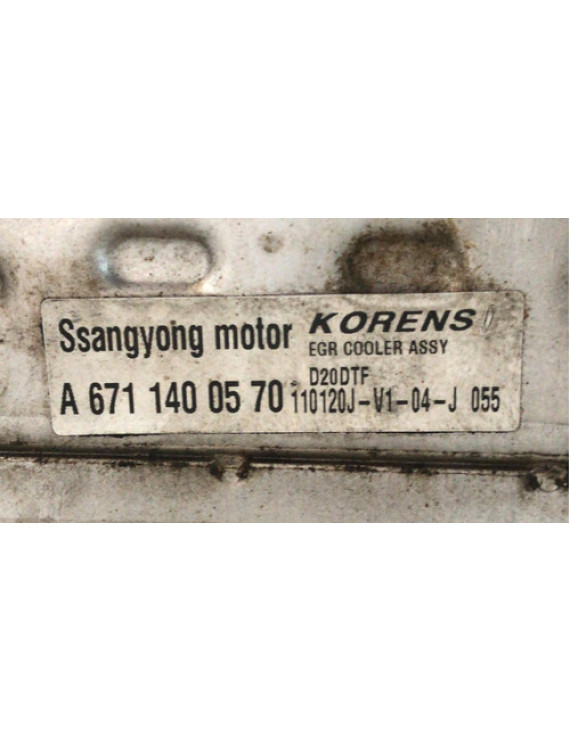 Ssangyong motor KORENS
EGR COOLER ASSY
D20DTF
A 671 140 05 70 110120J-V1-04-J 055